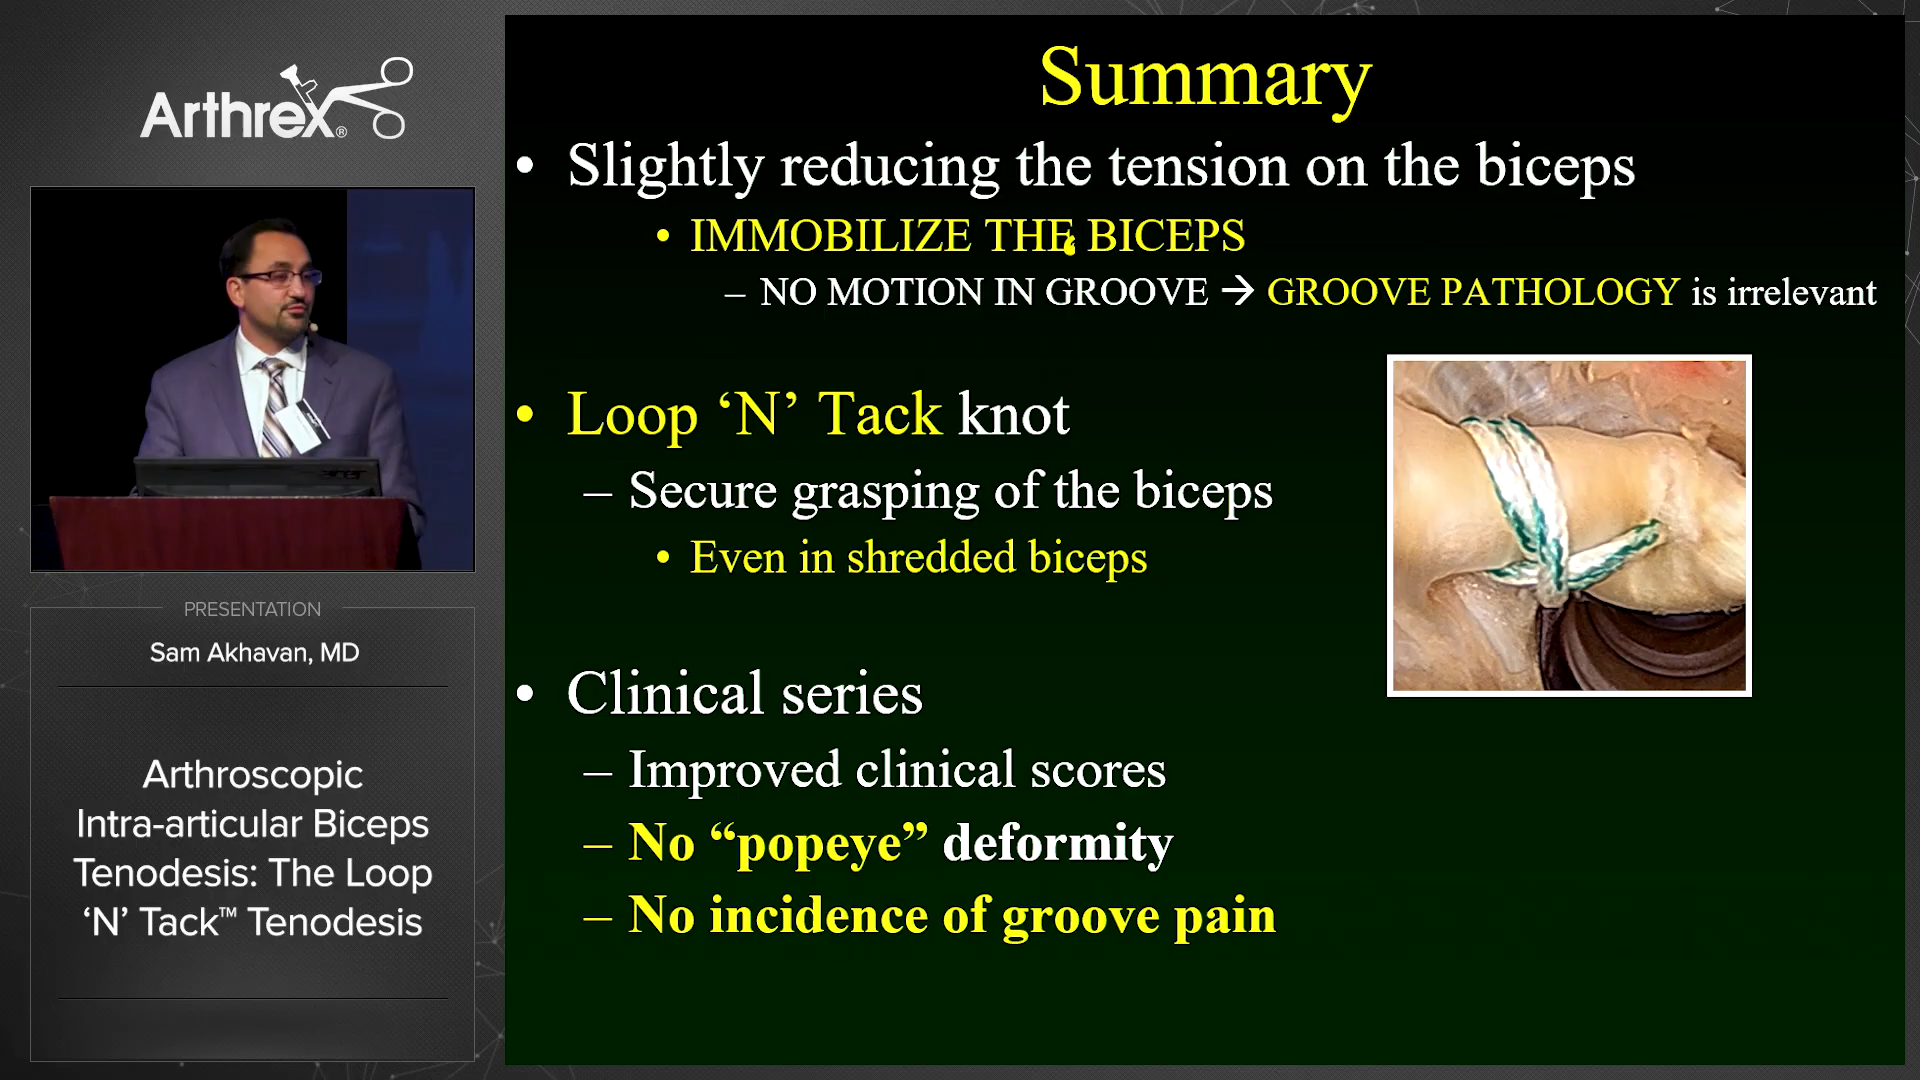 Arthrex®
PRESENTATION
Sam Akhavan, MD
Arthroscopic
Intra-articular Biceps
Tenodesis: The Loop
‘N’ Tack™ Tenodesis
Summary
• Slightly reducing the tension on the biceps
• IMMOBILIZE THE BICEPS
– NO MOTION IN GROOVE → GROOVE PATHOLOGY is irrelevant
• Loop ‘N’ Tack knot
– Secure grasping of the biceps
• Even in shredded biceps
• Clinical series
– Improved clinical scores
– No “popeye” deformity
– No incidence of groove pain